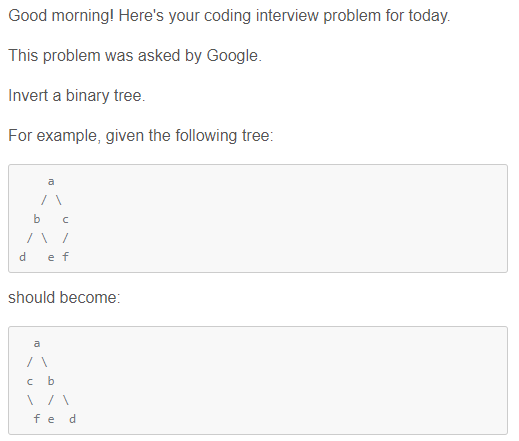 Good morning! Here's your coding interview problem for today.
This problem was asked by Google.
Invert a binary tree.
For example, given the following tree:
    a
   / \
  b   c
 / \  /
d   e f
should become:
  a
 / \
 c  b
 \  / \
  f e  d